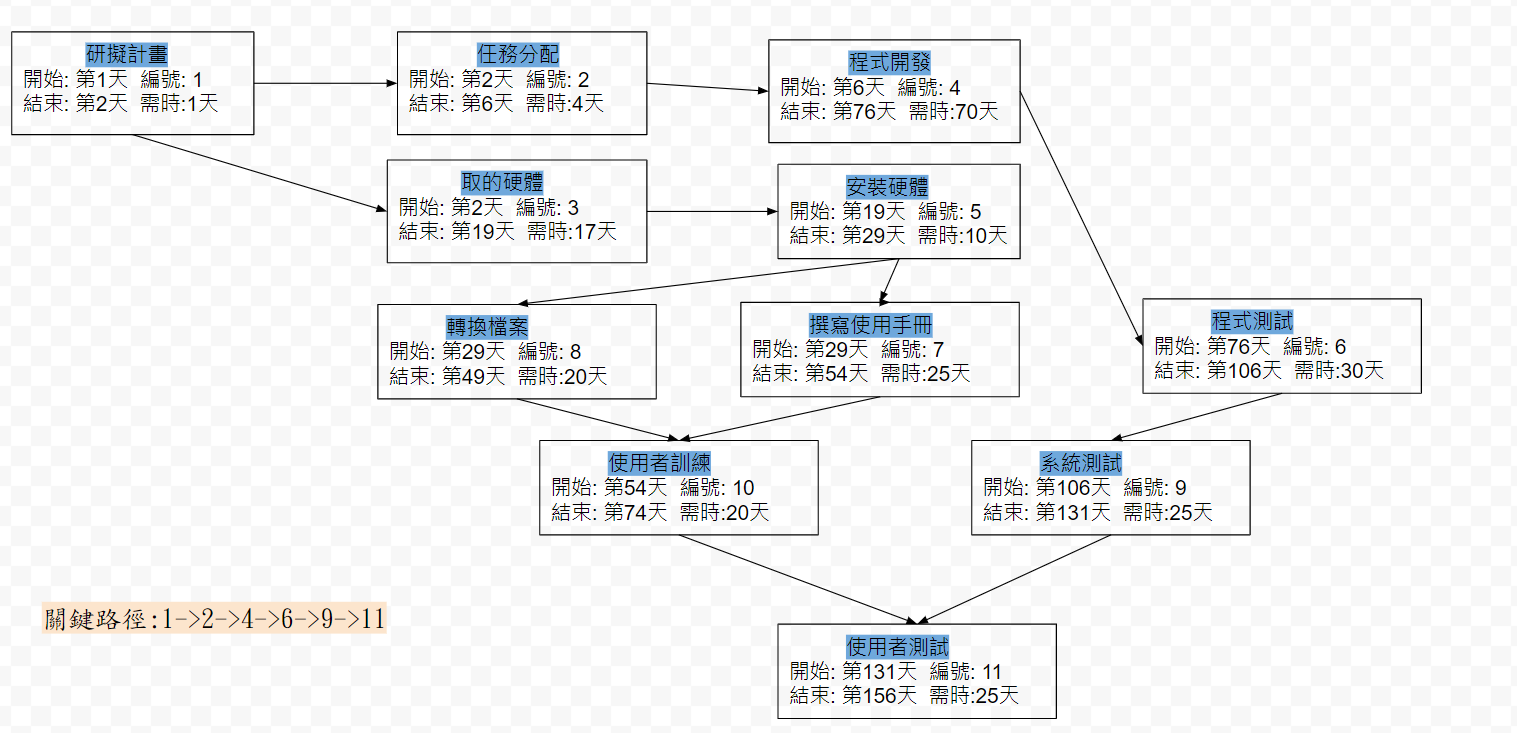 研擬計畫
開始: 第1天 編號: 1
結束: 第2天 需時:1天
任務分配
開始: 第2天 編號: 2
結束: 第6天 需時:4天
程式開發
開始: 第6天 編號: 4
結束: 第76天 需時:70天
取的硬體
開始: 第2天 編號: 3
結束: 第19天 需時:17天
安裝硬體
開始: 第19天 編號: 5
結束: 第29天 需時:10天
轉換檔案
開始: 第29天 編號: 8
結束: 第49天 需時:20天
撰寫使用手冊
開始: 第29天 編號: 7
結束: 第54天 需時:25天
程式測試
開始: 第76天 編號: 6
結束: 第106天 需時:30天
使用者訓練
開始: 第54天 編號: 10
結束: 第74天 需時:20天
系統測試
開始: 第106天 編號: 9
結束: 第131天 需時:25天
關鍵路徑:1->2->4->6->9->11
使用者測試
開始: 第131天 編號: 11
結束: 第156天 需時:25天